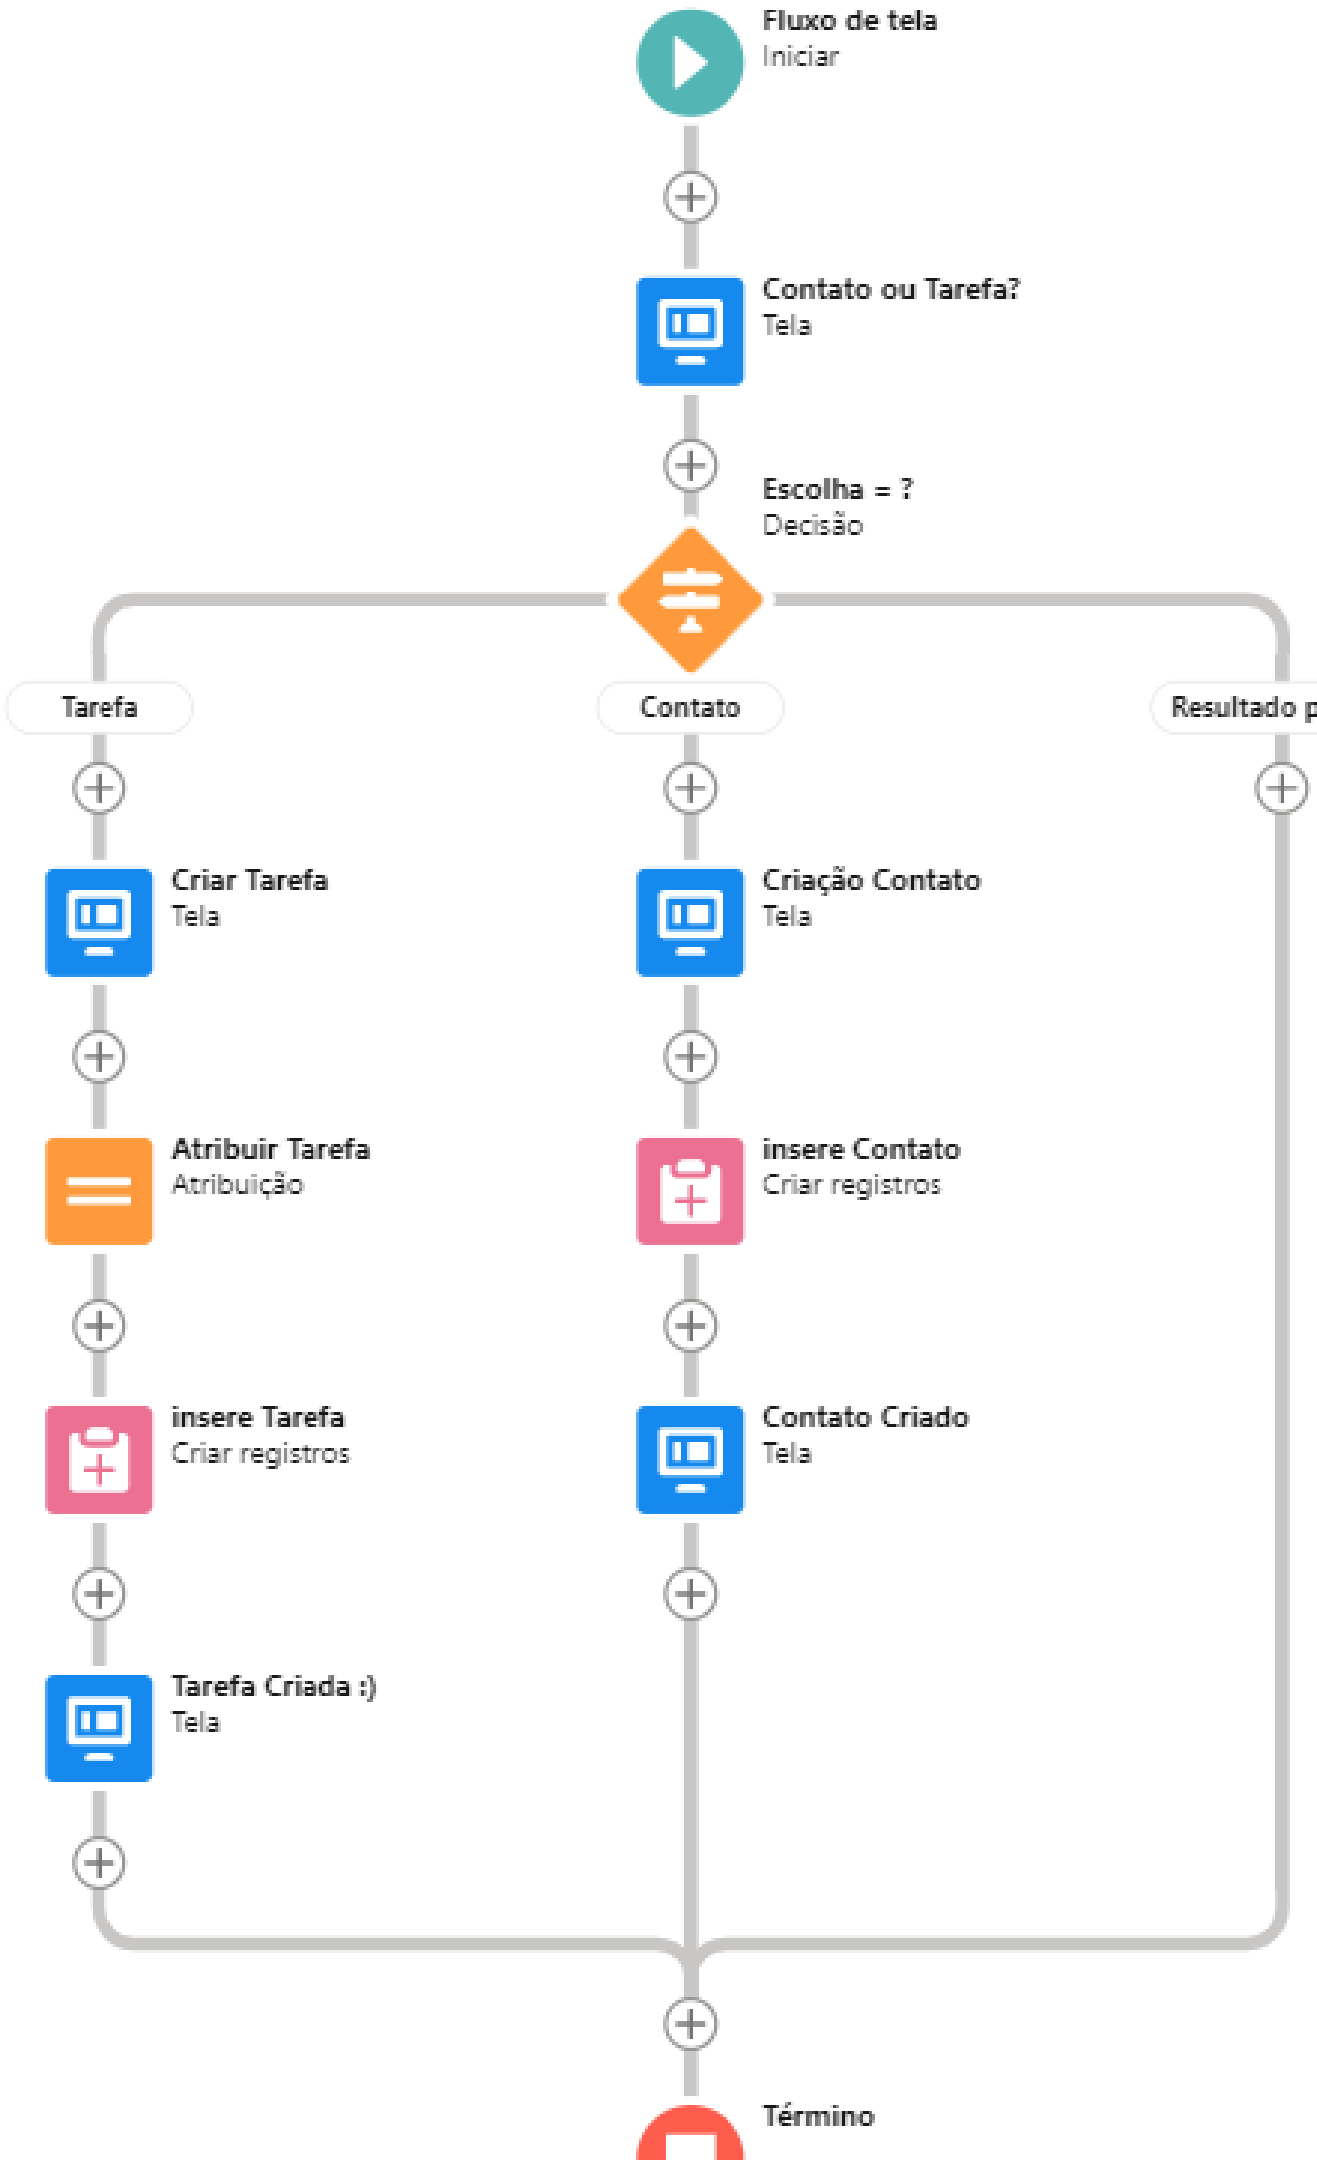 Fluxo de tela
Iniciar
Contato ou Tarefa?
Tela
Escolha = ?
Decisão
Tarefa
Contato
Resultado p
Criar Tarefa
Tela
Criação Contato
Tela
Atribuir Tarefa
Atribuição
insere Contato
Criar registros
insere Tarefa
Criar registros
Contato Criado
Tela
Tarefa Criada :)
Tela
Término